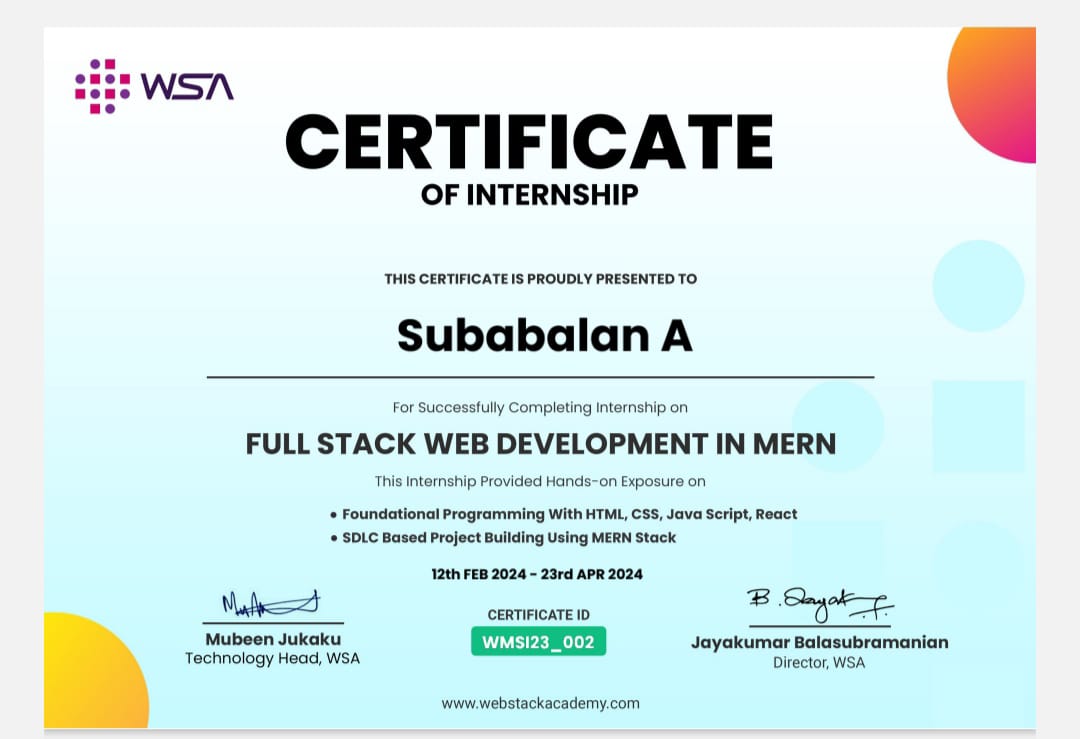 WSA
CERTIFICATE
OF INTERNSHIP
THIS CERTIFICATE IS PROUDLY PRESENTED TO
Subabalan A
For Successfully Completing Internship on
FULL STACK WEB DEVELOPMENT IN MERN
This Internship Provided Hands-on Exposure on
• Foundational Programming With HTML, CSS, Java Script, React
• SDLC Based Project Building Using MERN Stack
12th FEB 2024 - 23rd APR 2024
Mubeen Jukaku
Technology Head, WSA
CERTIFICATE ID
WMSI23_002
Jayakumar Balasubramanian
Director, WSA
www.webstackacademy.com